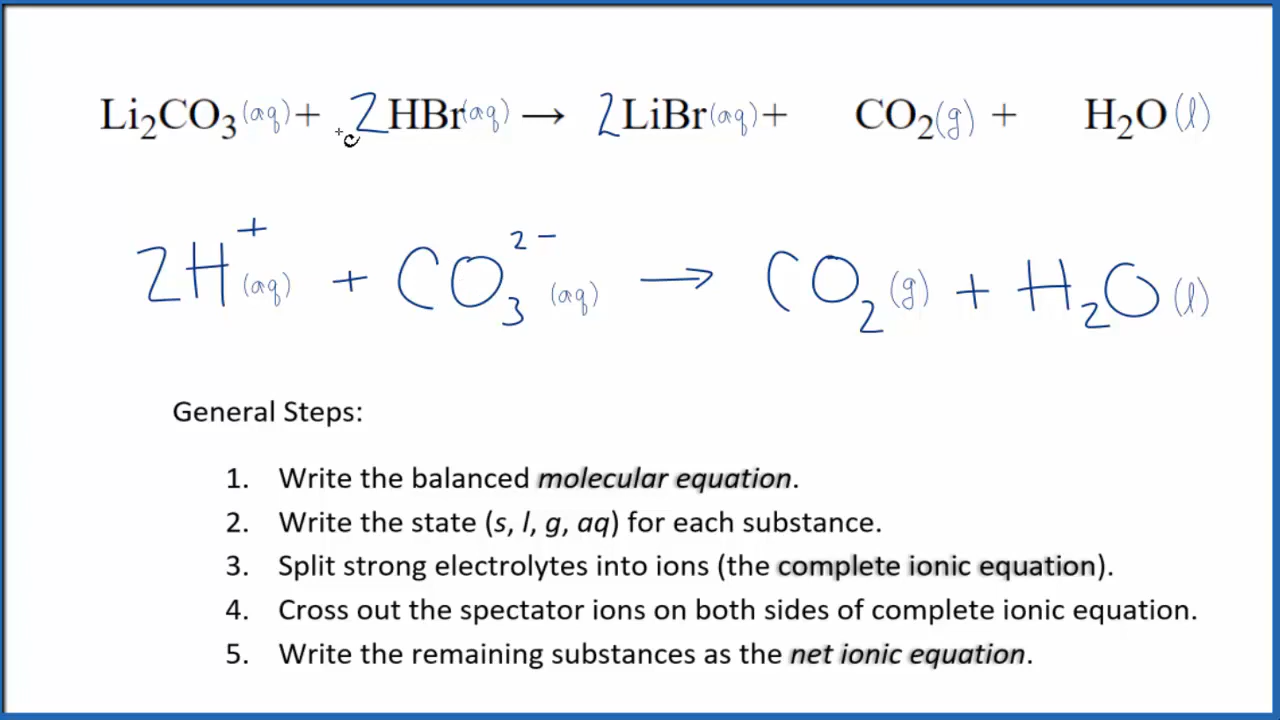 Li₂CO₃(aq) + 2HBr(aq) → 2LiBr(aq) + CO₂(g) + H₂O(l)
2H⁺(aq) + CO₃²⁻(aq) → CO₂(g) + H₂O(l)
General Steps:
1. Write the balanced molecular equation.
2. Write the state (s, l, g, aq) for each substance.
3. Split strong electrolytes into ions (the complete ionic equation).
4. Cross out the spectator ions on both sides of complete ionic equation.
5. Write the remaining substances as the net ionic equation.